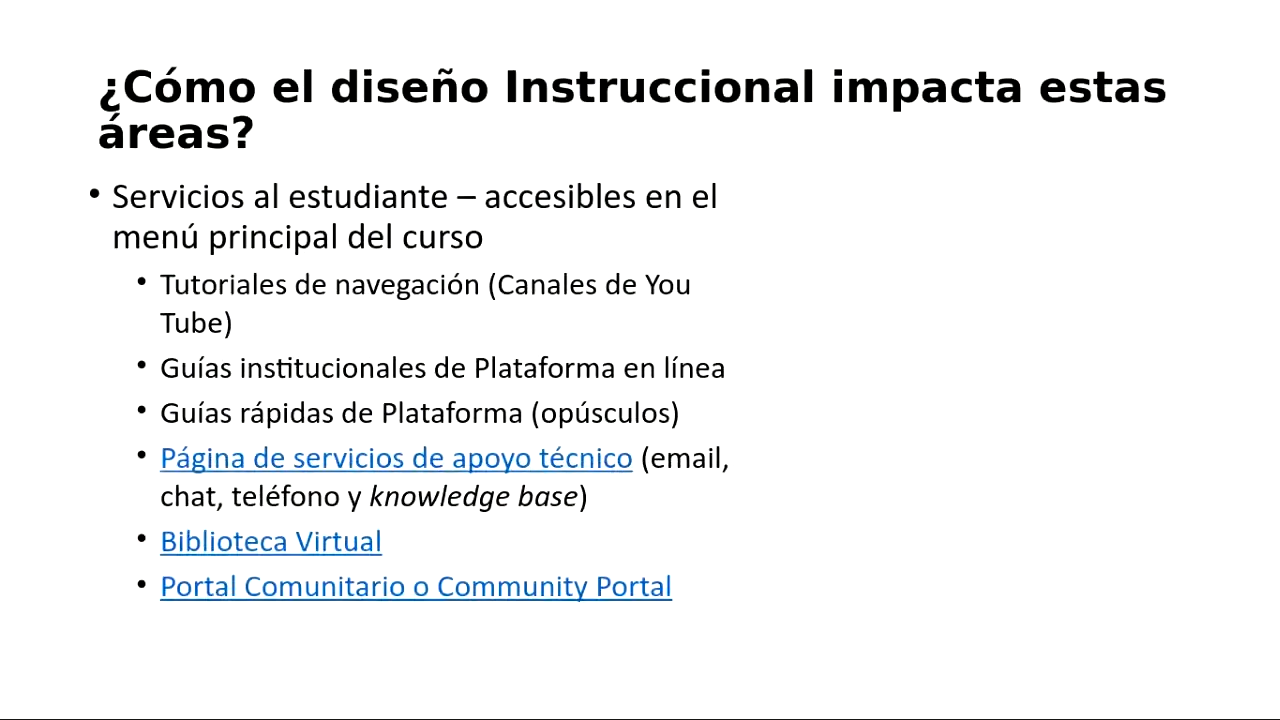 ¿Cómo el diseño Instruccional impacta estas
áreas?
• Servicios al estudiante – accesibles en el
menú principal del curso
• Tutoriales de navegación (Canales de You
Tube)
• Guías institucionales de Plataforma en línea
• Guías rápidas de Plataforma (opúsculos)
• Página de servicios de apoyo técnico (email,
chat, teléfono y knowledge base)
• Biblioteca Virtual
• Portal Comunitario o Community Portal